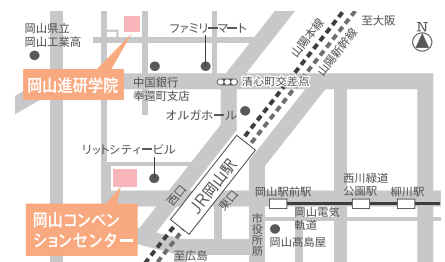 岡山県立
岡山工業高
ファミリーマート
至大阪
N
山陽本線
山陽新幹線
岡山進研学院
中国銀行
奉還町支店
清心町交差点
オルガホール
リットシティービル
JR岡山駅
西口
東口
岡山駅前駅
西川緑道
公園駅
柳川駅
岡山コンベン
ションセンター
市役所筋
岡山電気
軌道
岡山髙島屋
至広島